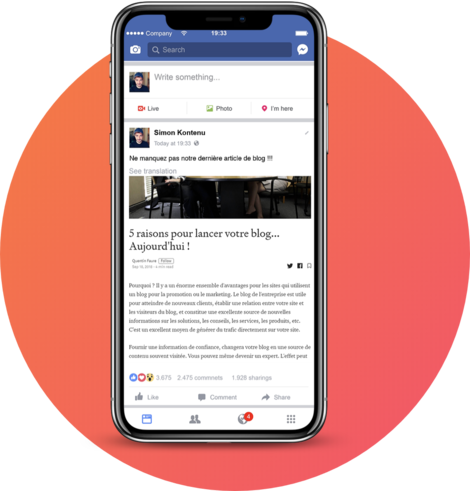 Company 19:33
Search
Write something...
Live Photo I'm here
Simon Kontenu
Today at 19:33
Ne manquez pas notre dernière article de blog !!!
See translation
5 raisons pour lancer votre blog...
Aujourd'hui !
Quentin Favre Follow
Sep 19, 2016 · 4 min read
Pourquoi ? Il y a un énorme ensemble d'avantages pour les sites qui utilisent
un blog pour la promotion ou le marketing. Le blog de l'entreprise est utile
pour atteindre de nouveaux clients, établir une relation entre votre site et
les visiteurs du blog, et constitue une excellente source de nouvelles
informations sur les solutions, les conseils, les services, les produits, etc.
C'est un excellent moyen de générer du trafic directement sur votre site.
Fournir une information de confiance, changera votre blog en une source de
contenu souvent visitée. Vous pouvez même devenir un expert. L'effet peut
3.675 2.475 commnets 1.828 sharings
Like Comment Share
4